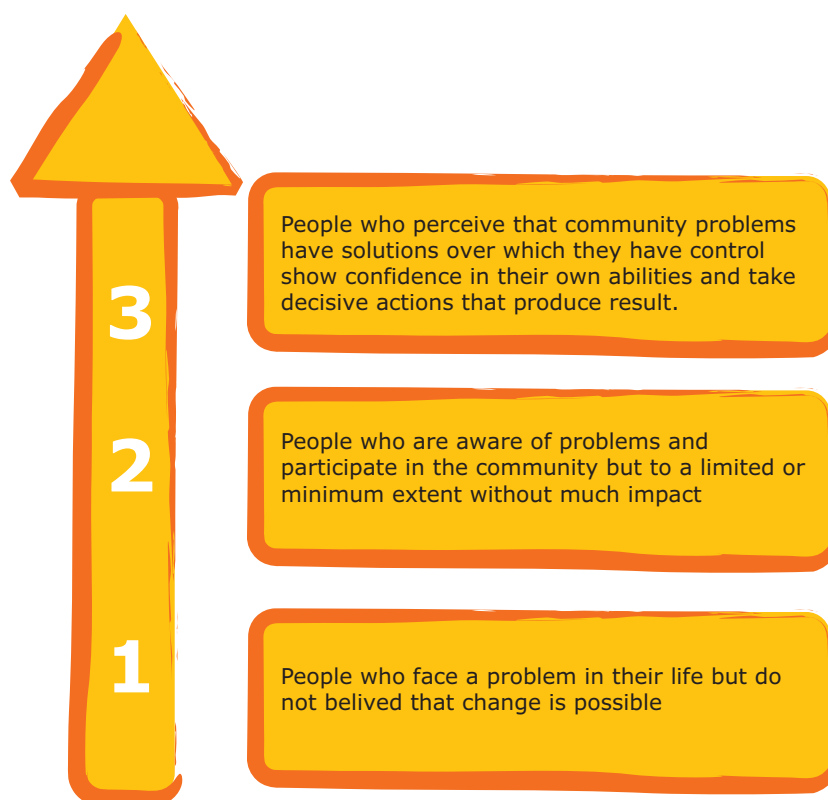 3
People who perceive that community problems
have solutions over which they have control
show confidence in their own abilities and take
decisive actions that produce result.
2
People who are aware of problems and
participate in the community but to a limited or
minimum extent without much impact
1
People who face a problem in their life but do
not belived that change is possible